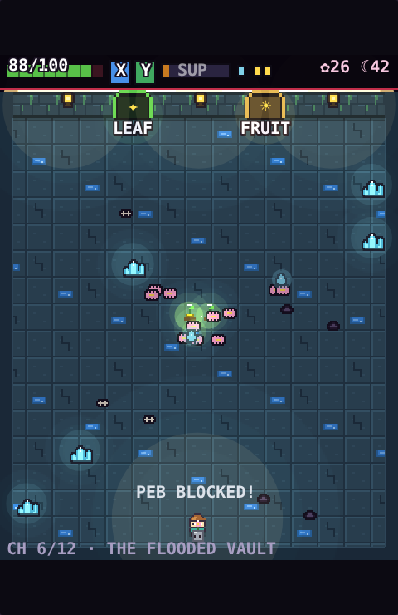 88/100 X Y SUP ✿26 ☾42
LEAF FRUIT
PEB BLOCKED!
CH 6/12 · THE FLOODED VAULT